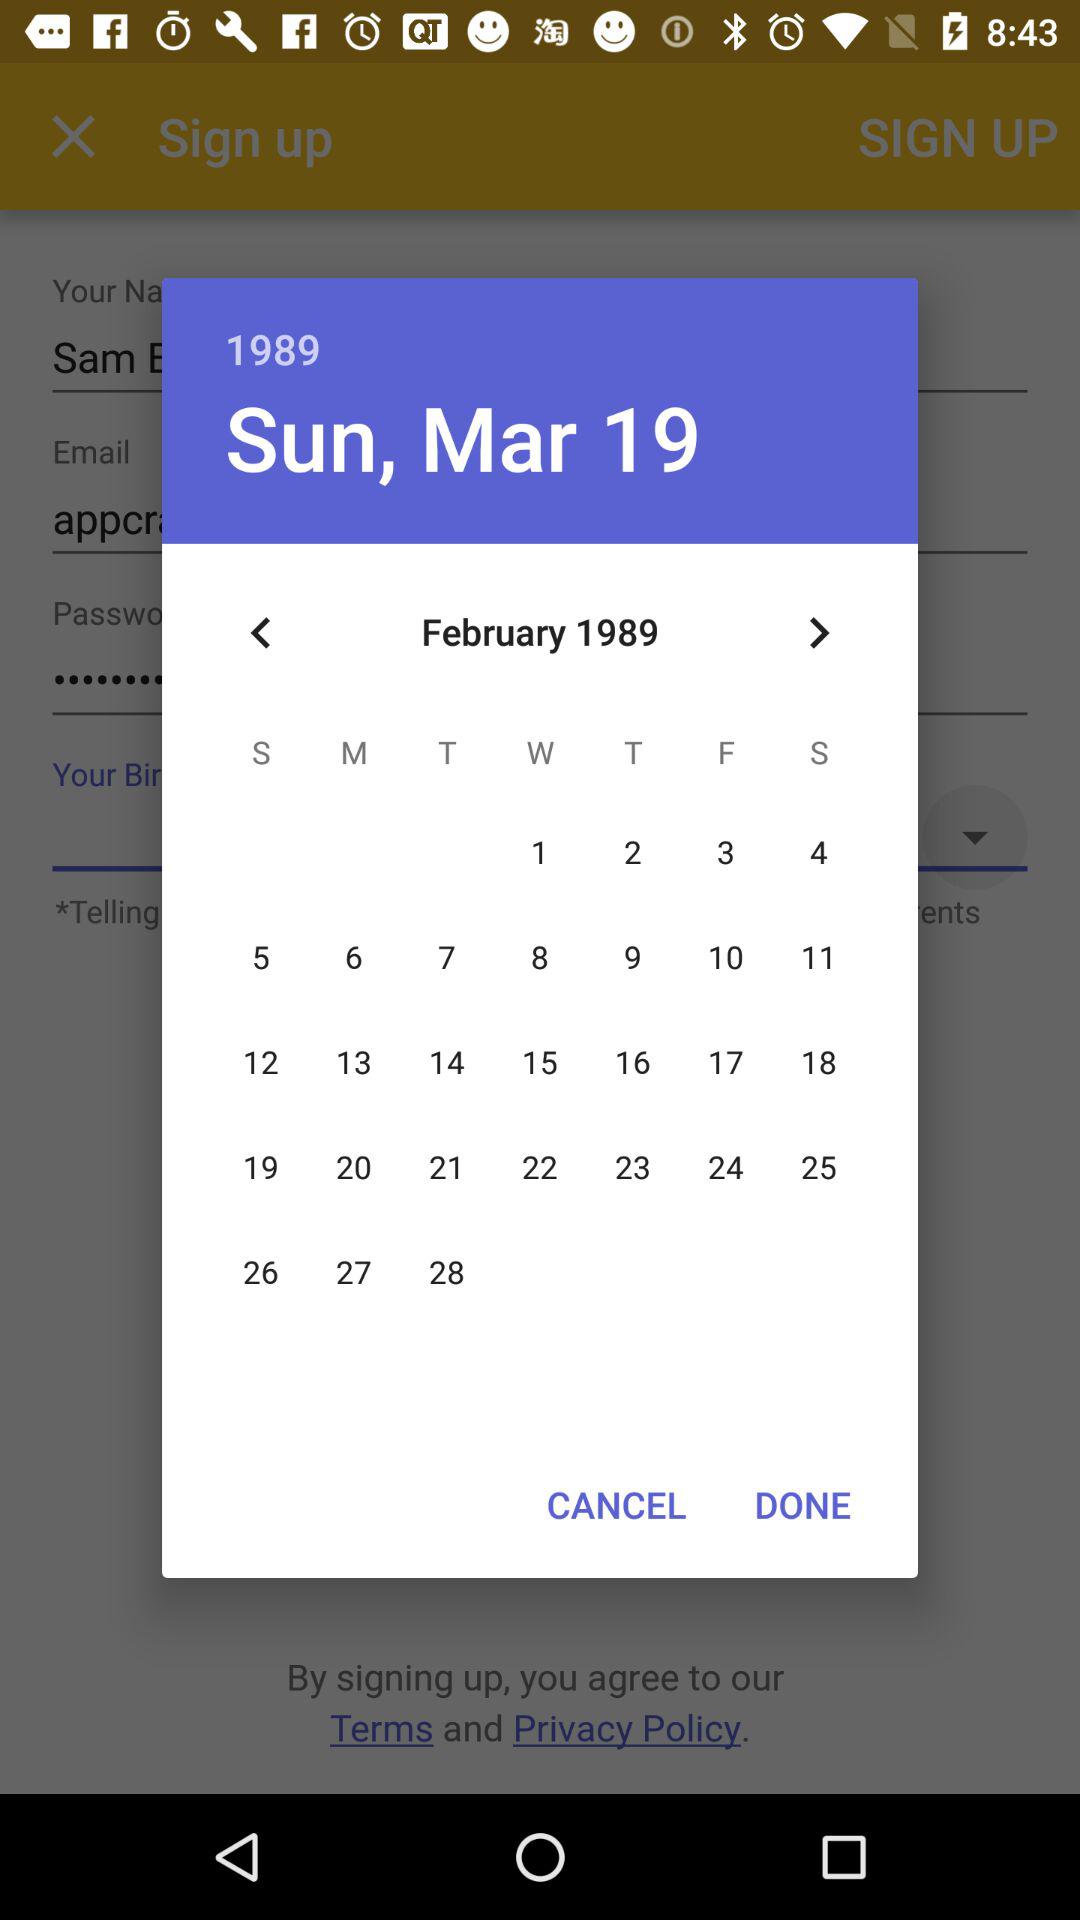 QT 淘 8:43
Sign up SIGN UP
Your Na
Sam
Email
appcra
Passwo
••••••••
Your Bir
*Telling rents
1989
Sun, Mar 19
February 1989
S M T W T F S
1 2 3 4
5 6 7 8 9 10 11
12 13 14 15 16 17 18
19 20 21 22 23 24 25
26 27 28
CANCEL DONE
By signing up, you agree to our
Terms and Privacy Policy.